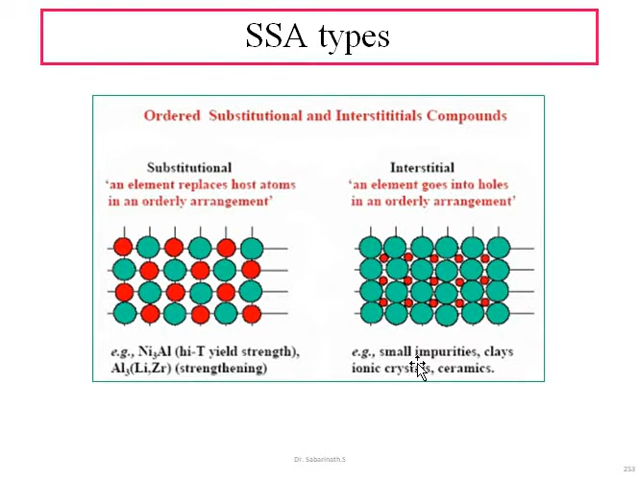 SSA types
Ordered Substitutional and Interstititials Compounds
Substitutional
'an element replaces host atoms
in an orderly arrangement'
Interstitial
'an element goes into holes
in an orderly arrangement'
e.g., Ni₃Al (hi-T yield strength),
Al₃(Li,Zr) (strengthening)
e.g., small impurities, clays
ionic crystals, ceramics.
Dr. Sabarinath.S
253